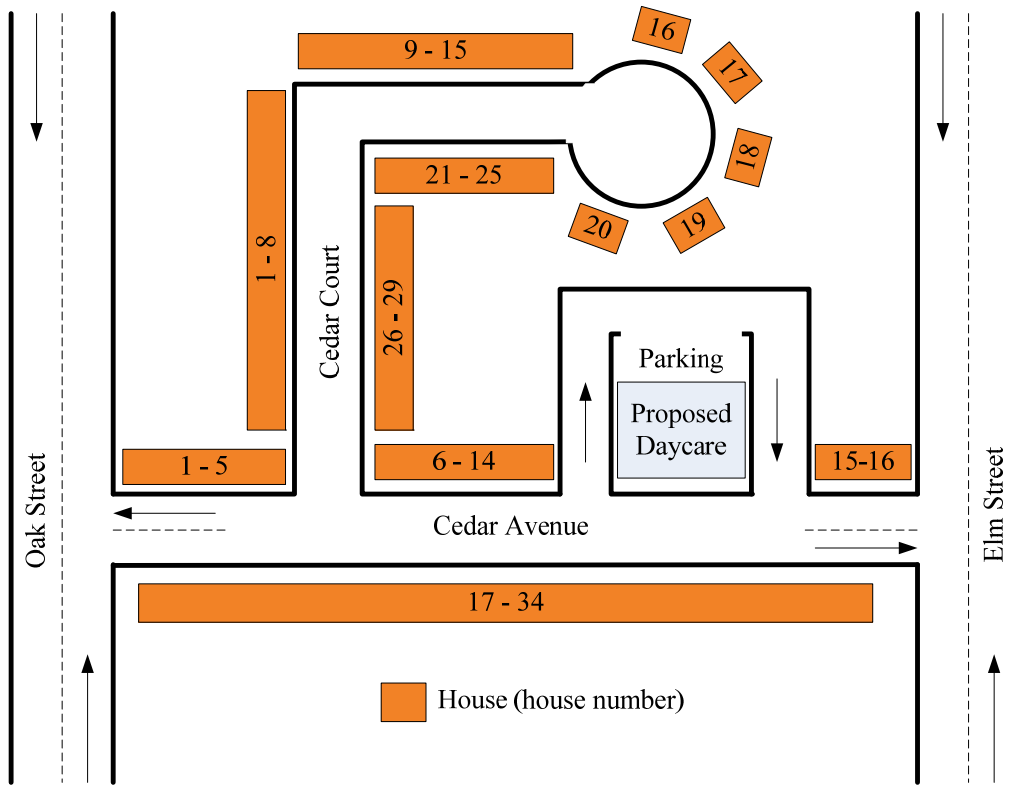 9 - 15
16
17
18
19
20
21 - 25
1 - 8
Cedar Court
26 - 29
Parking
Proposed
Daycare
1 - 5
6 - 14
15-16
Oak Street
Cedar Avenue
Elm Street
17 - 34
House (house number)